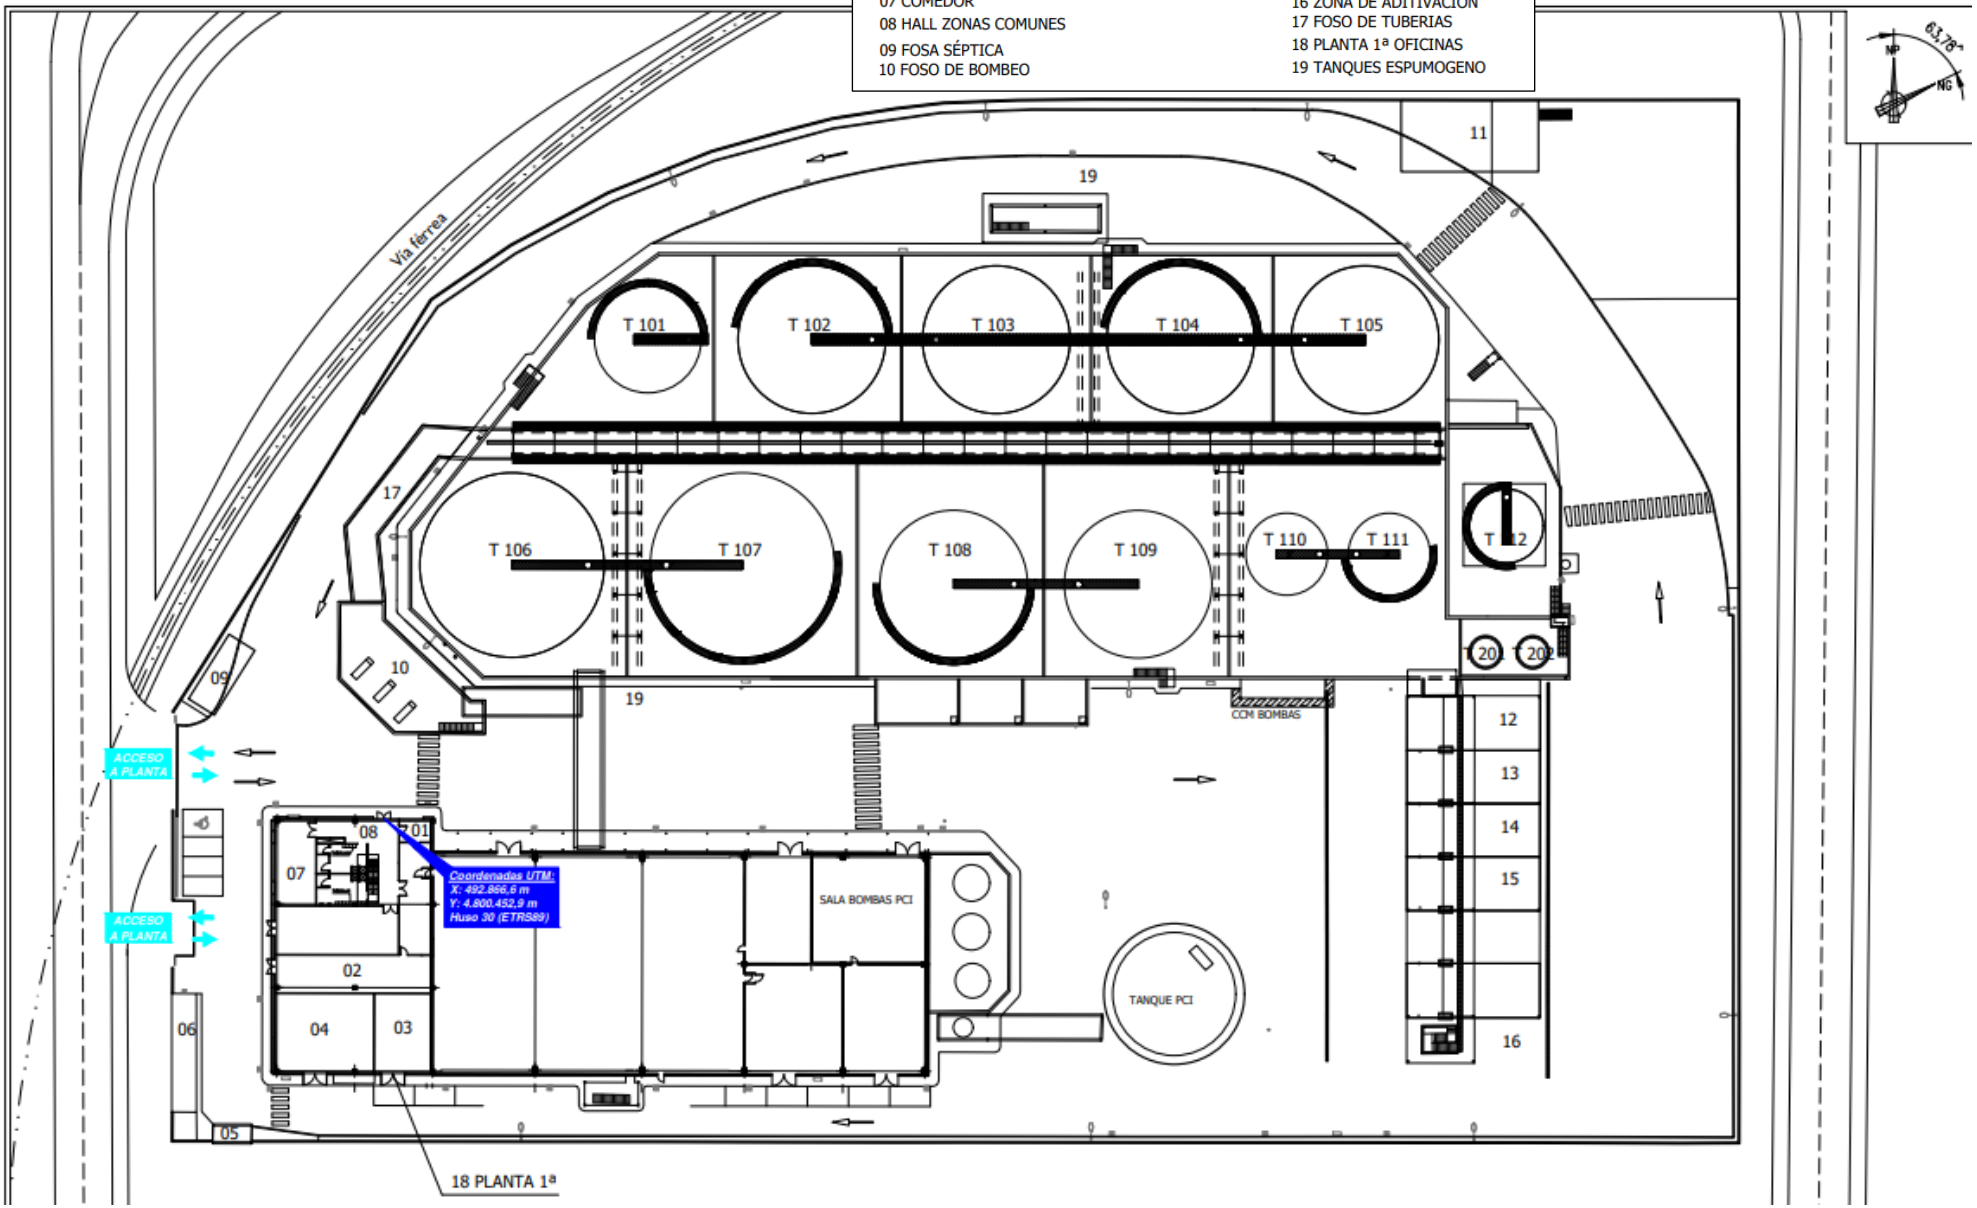 07 COMEDOR
08 HALL ZONAS COMUNES
09 FOSA SÉPTICA
10 FOSO DE BOMBEO
16 ZONA DE ADITIVACIÓN
17 FOSO DE TUBERIAS
18 PLANTA 1ª OFICINAS
19 TANQUES ESPUMOGENO
63,78°
NP
NG
11
19
Vía férrea
T 101
T 102
T 103
T 104
T 105
17
T 106
T 107
T 108
T 109
T 110
T 111
T 112
10
09
19
T 201
T 202
CCM BOMBAS
12
13
14
15
16
ACCESO
A PLANTA
08
01
07
Coordenadas UTM:
X: 492.866,6 m
Y: 4.800.452,9 m
Huso 30 (ETRS89)
SALA BOMBAS PCI
ACCESO
A PLANTA
02
04
03
06
TANQUE PCI
05
18 PLANTA 1ª